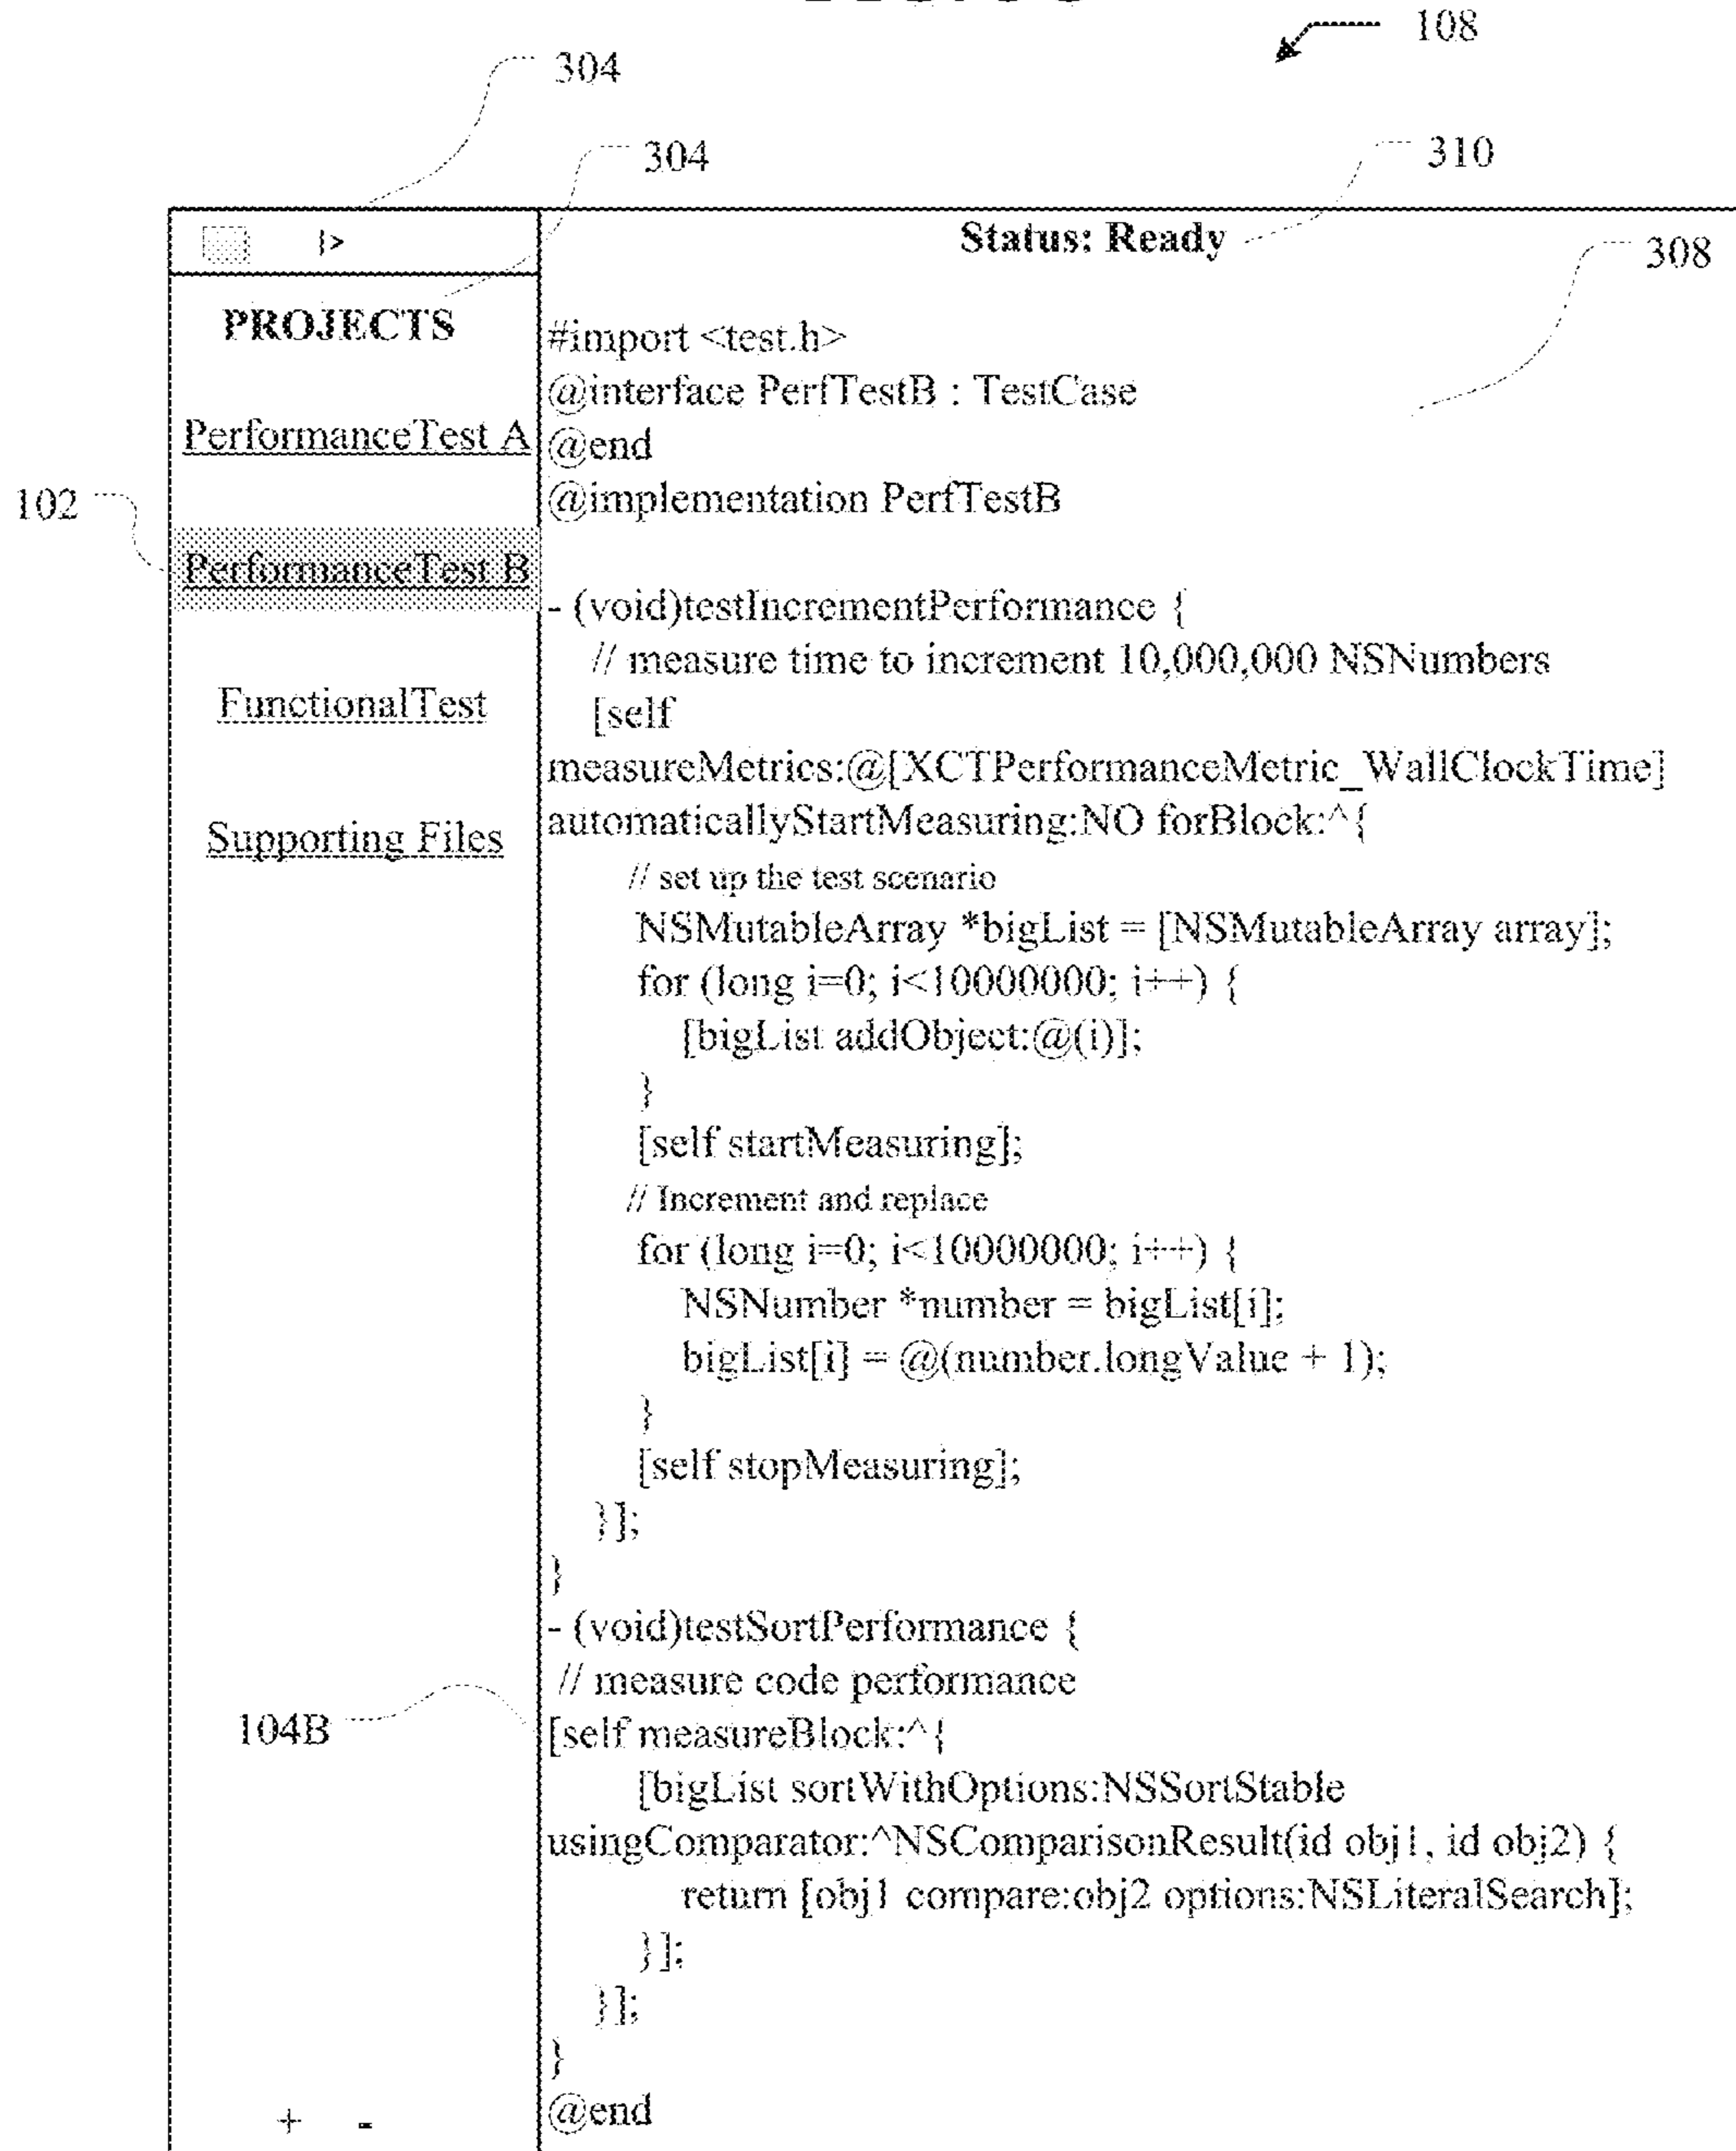 108
304
304
310
|>
Status: Ready
308
PROJECTS
#import <test.h>
@interface PerfTestB : TestCase
PerformanceTest A
@end
102
@implementation PerfTestB
PerformanceTest B
- (void)testIncrementPerformance {
// measure time to increment 10,000,000 NSNumbers
FunctionalTest
[self
measureMetrics:@[XCTPerformanceMetric_WallClockTime]
Supporting Files
automaticallyStartMeasuring:NO forBlock:^{
// set up the test scenario
NSMutableArray *bigList = [NSMutableArray array];
for (long i=0; i<10000000; i++) {
[bigList addObject:@(i)];
}
[self startMeasuring];
// Increment and replace
for (long i=0; i<10000000; i++) {
NSNumber *number = bigList[i];
bigList[i] = @(number.longValue + 1);
}
[self stopMeasuring];
}];
}
- (void)testSortPerformance {
// measure code performance
104B
[self measureBlock:^{
[bigList sortWithOptions:NSSortStable
usingComparator:^NSComparisonResult(id obj1, id obj2) {
return [obj1 compare:obj2 options:NSLiteralSearch];
}];
}];
}
+ -
@end